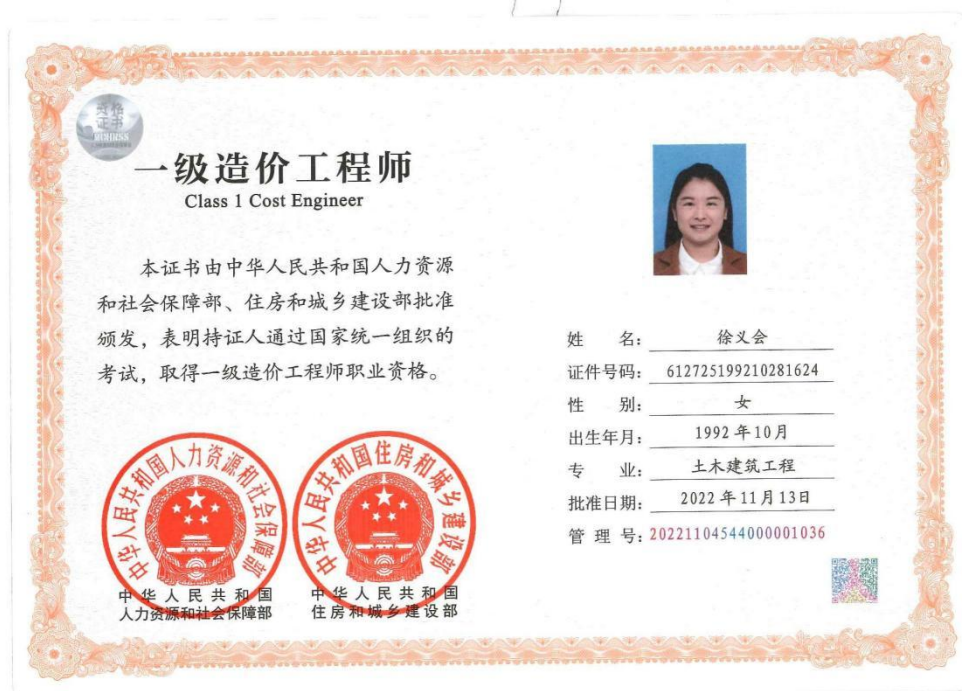 资格
证书
MOHRSS
一级造价工程师
Class 1 Cost Engineer
本证书由中华人民共和国人力资源
和社会保障部、住房和城乡建设部批准
颁发，表明持证人通过国家统一组织的
考试，取得一级造价工程师职业资格。
中华人民共和国人力资源和社会保障部
中华人民共和国
人力资源和社会保障部
中华人民共和国住房和城乡建设部
中华人民共和国
住房和城乡建设部
姓 名：徐义会
证件号码：612725199210281624
性 别：女
出生年月：1992年10月
专 业：土木建筑工程
批准日期：2022年11月13日
管 理 号：20221104544000001036